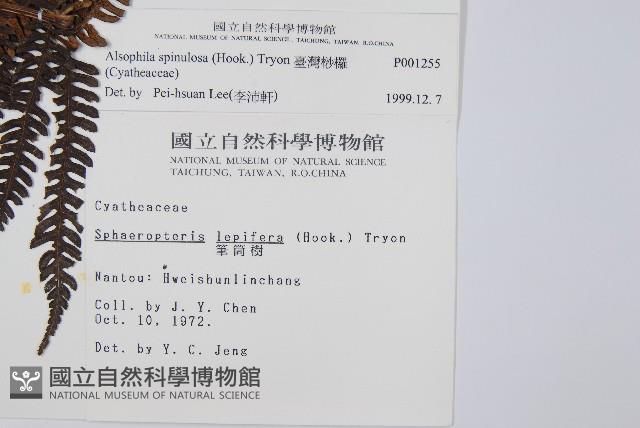 國立自然科學博物館
NATIONAL MUSEUM OF NATURAL SCIENCE, TAICHUNG, TAIWAN, R.O.CHINA
Alsophila spinulosa (Hook.) Tryon 臺灣桫欏 P001255
(Cyatheaceae)
Det. by Pei-hsuan Lee(李沛軒) 1999.12. 7
國立自然科學博物館
NATIONAL MUSEUM OF NATURAL SCIENCE
TAICHUNG, TAIWAN, R.O.CHINA
Cyatheaceae
Sphaeropteris lepifera (Hook.) Tryon
筆筒樹
Nantou: Hweishunlinchang
Coll. by J. Y. Chen
Oct. 10, 1972.
Det. by Y. C. Jeng
國立自然科學博物館
NATIONAL MUSEUM OF NATURAL SCIENCE